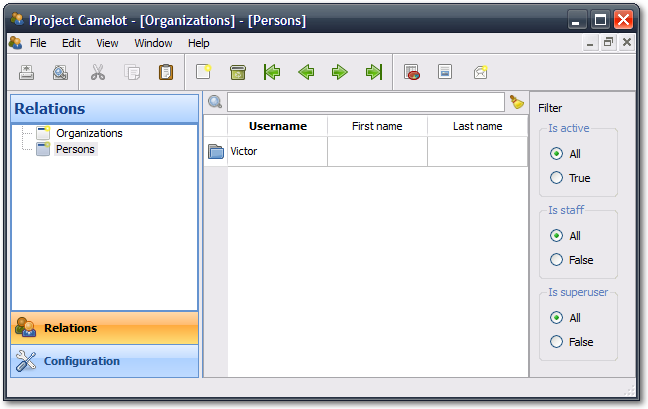 Project Camelot - [Organizations] - [Persons]
File Edit View Window Help
Relations
Organizations
Persons
Relations
Configuration
Username First name Last name
Victor
Filter
Is active
All
True
Is staff
All
False
Is superuser
All
False